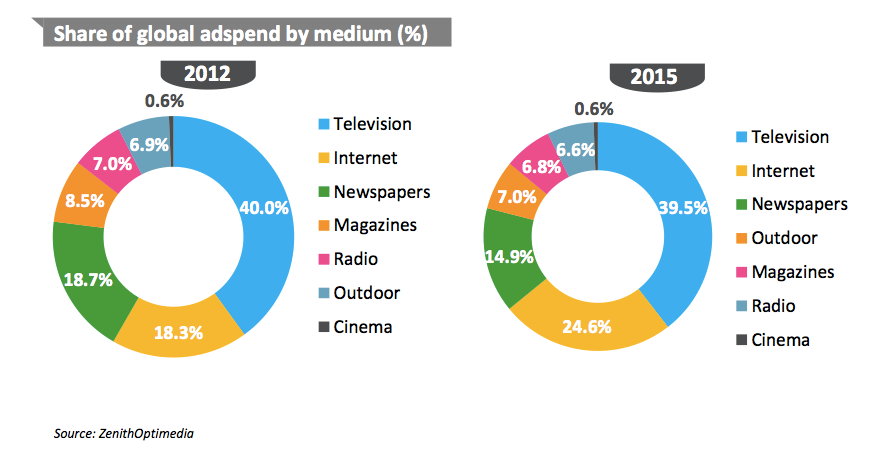 Share of global adspend by medium (%)
2012
0.6%
6.9%
7.0%
8.5%
40.0%
18.7%
18.3%
Television
Internet
Newspapers
Magazines
Radio
Outdoor
Cinema
2015
0.6%
6.6%
6.8%
7.0%
39.5%
14.9%
24.6%
Television
Internet
Newspapers
Outdoor
Magazines
Radio
Cinema
Source: ZenithOptimedia